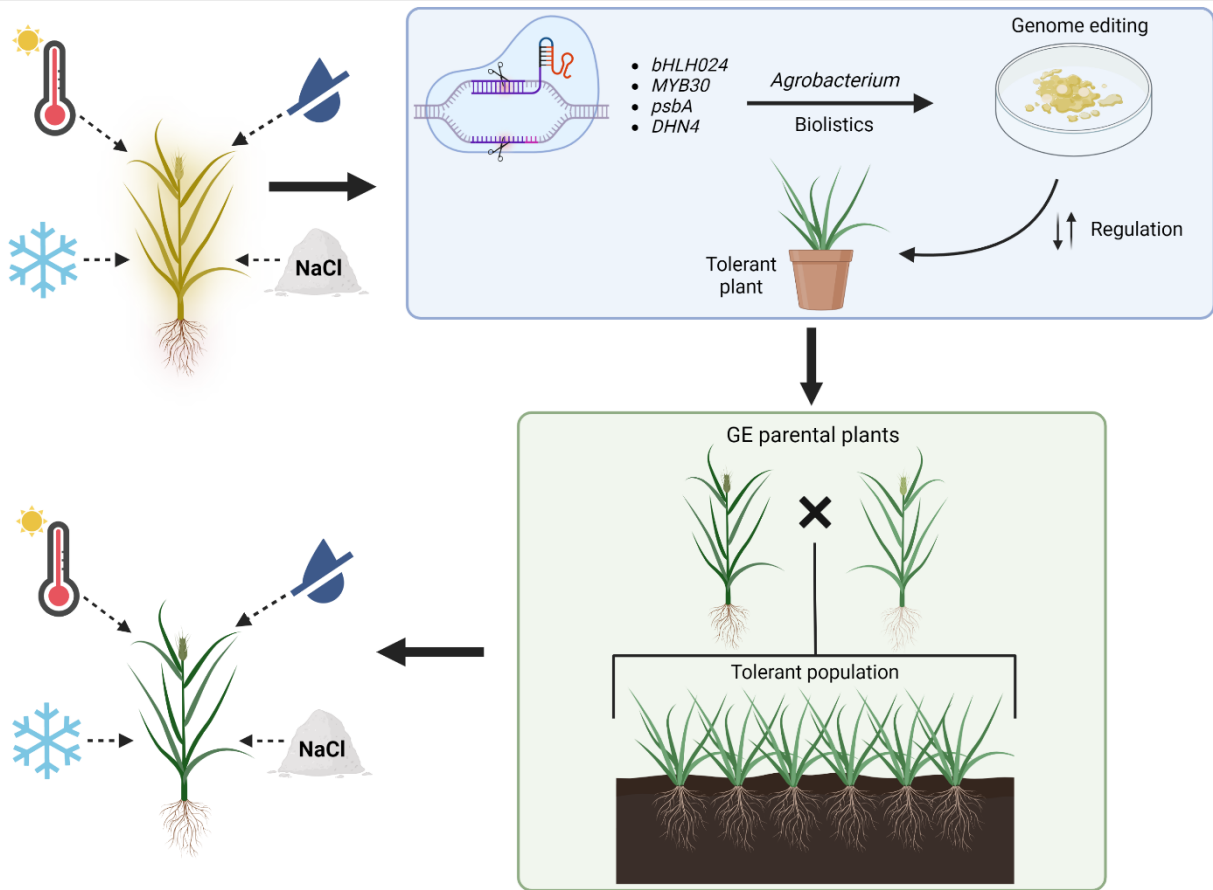 NaCl
• bHLH024
• MYB30
• psbA
• DHN4
Agrobacterium
Biolistics
Genome editing
Regulation
Tolerant
plant
GE parental plants
Tolerant population
NaCl